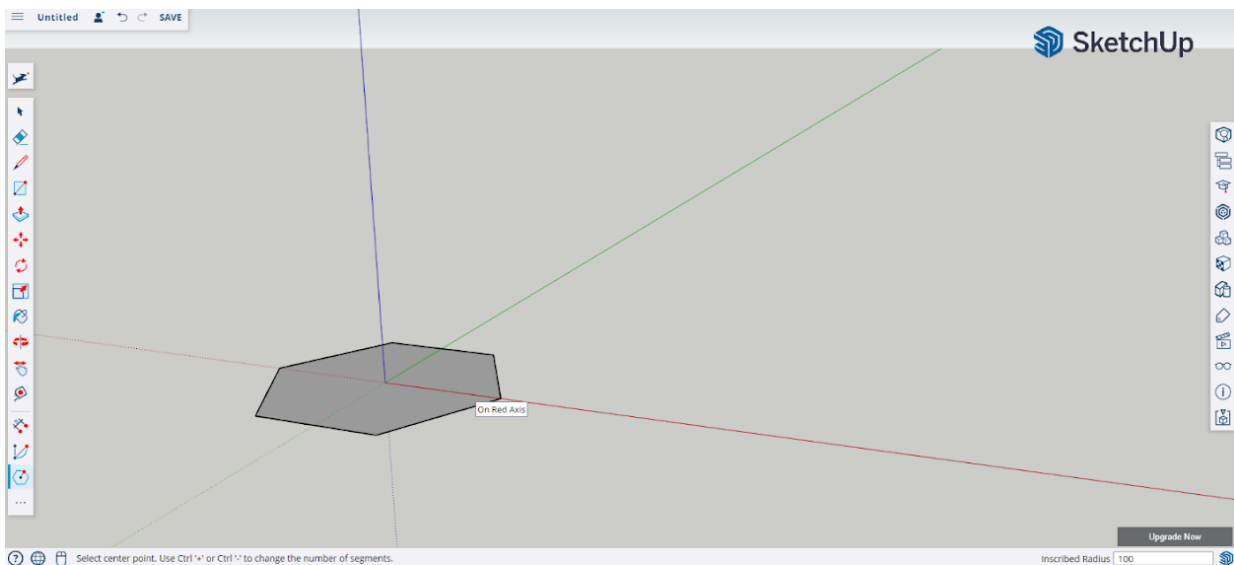 Untitled SAVE
SketchUp
On Red Axis
Upgrade Now
Select center point. Use Ctrl '+' or Ctrl '-' to change the number of segments.
Inscribed Radius 100